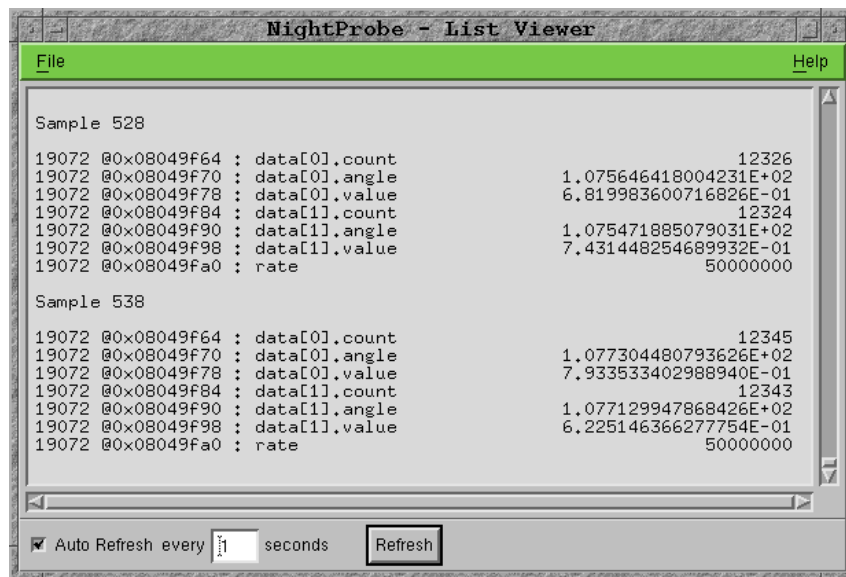 NightProbe - List Viewer
File Help
Sample 528
19072 @0x08049f64 : data[0].count 12326
19072 @0x08049f70 : data[0].angle 1.075646418004231E+02
19072 @0x08049f78 : data[0].value 6.819983600716826E-01
19072 @0x08049f84 : data[1].count 12324
19072 @0x08049f90 : data[1].angle 1.075471885079031E+02
19072 @0x08049f98 : data[1].value 7.431448254689932E-01
19072 @0x08049fa0 : rate 50000000
Sample 538
19072 @0x08049f64 : data[0].count 12345
19072 @0x08049f70 : data[0].angle 1.077304480793626E+02
19072 @0x08049f78 : data[0].value 7.933533402988940E-01
19072 @0x08049f84 : data[1].count 12343
19072 @0x08049f90 : data[1].angle 1.077129947868426E+02
19072 @0x08049f98 : data[1].value 6.225146366277754E-01
19072 @0x08049fa0 : rate 50000000
Auto Refresh every 1 seconds Refresh